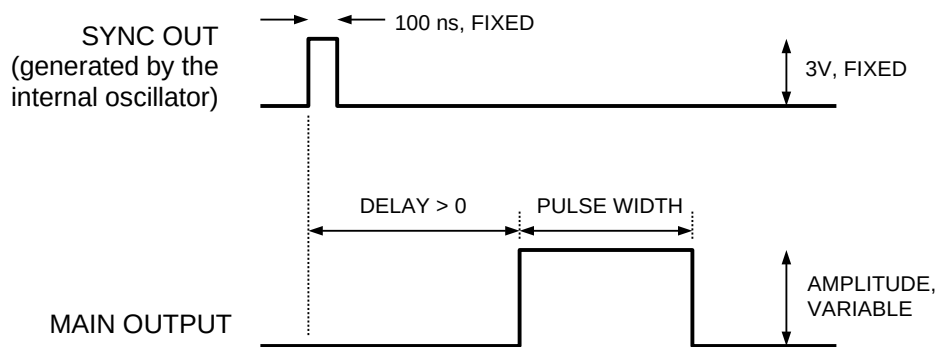 100 ns, FIXED
SYNC OUT
(generated by the
internal oscillator)
3V, FIXED
DELAY > 0
PULSE WIDTH
AMPLITUDE,
VARIABLE
MAIN OUTPUT